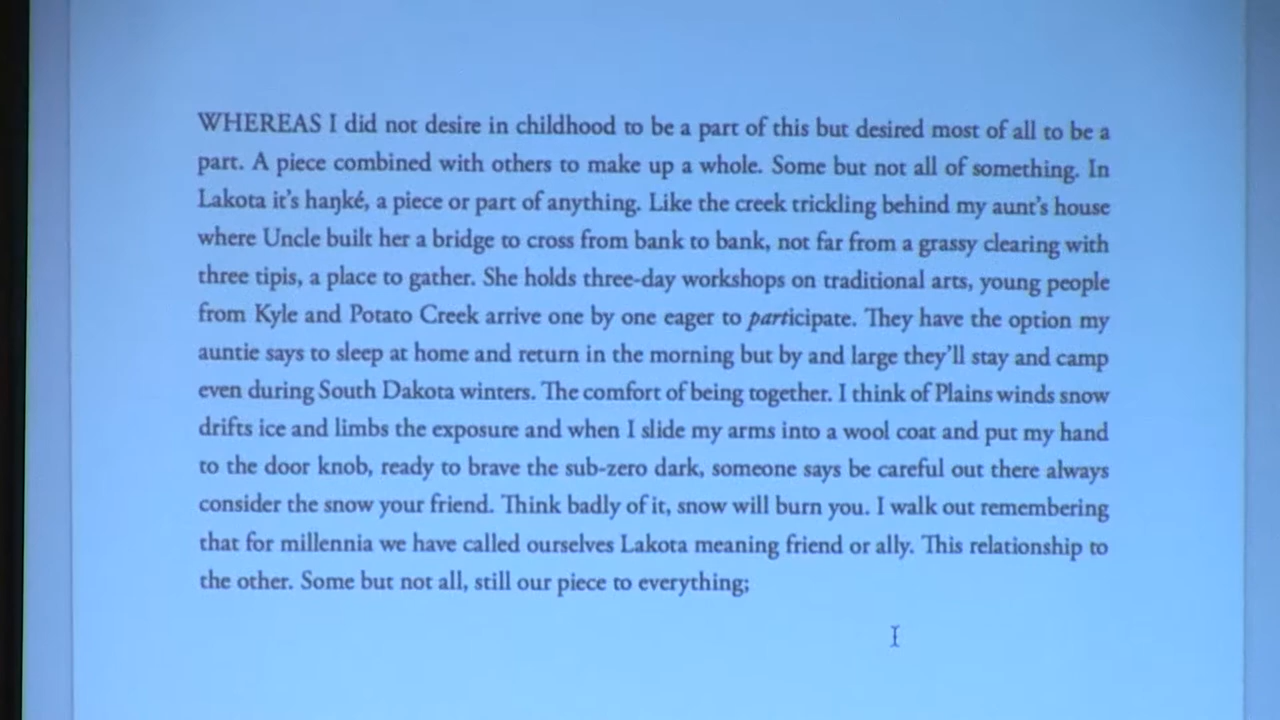 WHEREAS I did not desire in childhood to be a part of this but desired most of all to be a
part. A piece combined with others to make up a whole. Some but not all of something. In
Lakota it’s haŋké, a piece or part of anything. Like the creek trickling behind my aunt’s house
where Uncle built her a bridge to cross from bank to bank, not far from a grassy clearing with
three tipis, a place to gather. She holds three-day workshops on traditional arts, young people
from Kyle and Potato Creek arrive one by one eager to participate. They have the option my
auntie says to sleep at home and return in the morning but by and large they’ll stay and camp
even during South Dakota winters. The comfort of being together. I think of Plains winds snow
drifts ice and limbs the exposure and when I slide my arms into a wool coat and put my hand
to the door knob, ready to brave the sub-zero dark, someone says be careful out there always
consider the snow your friend. Think badly of it, snow will burn you. I walk out remembering
that for millennia we have called ourselves Lakota meaning friend or ally. This relationship to
the other. Some but not all, still our piece to everything;